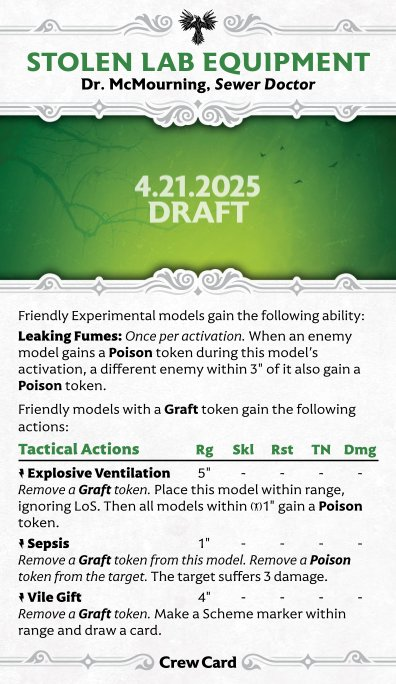 STOLEN LAB EQUIPMENT
Dr. McMourning, Sewer Doctor
4.21.2025
DRAFT
Friendly Experimental models gain the following ability:
Leaking Fumes: Once per activation. When an enemy
model gains a Poison token during this model's
activation, a different enemy within 3" of it also gain a
Poison token.
Friendly models with a Graft token gain the following
actions:
Tactical Actions Rg Skl Rst TN Dmg
Explosive Ventilation 5" - - - -
Remove a Graft token. Place this model within range,
ignoring LoS. Then all models within 1" gain a Poison
token.
Sepsis 1" - - - -
Remove a Graft token from this model. Remove a Poison
token from the target. The target suffers 3 damage.
Vile Gift 4" - - - -
Remove a Graft token. Make a Scheme marker within
range and draw a card.
Crew Card